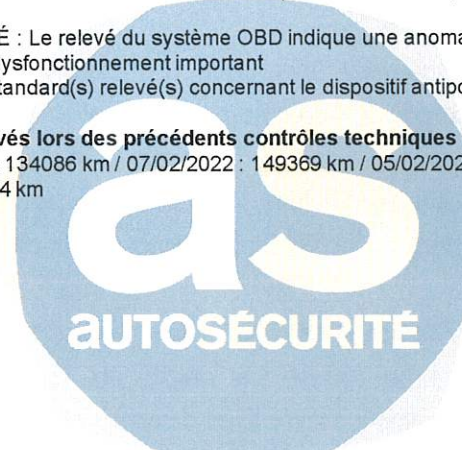 É : Le relevé du système OBD indique une anoma
ysfonctionnement important
tandard(s) relevé(s) concernant le dispositif antipo
vés lors des précédents contrôles techniques
134086 km / 07/02/2022 : 149369 km / 05/02/202
4 km
as
AUTOSÉCURITÉ